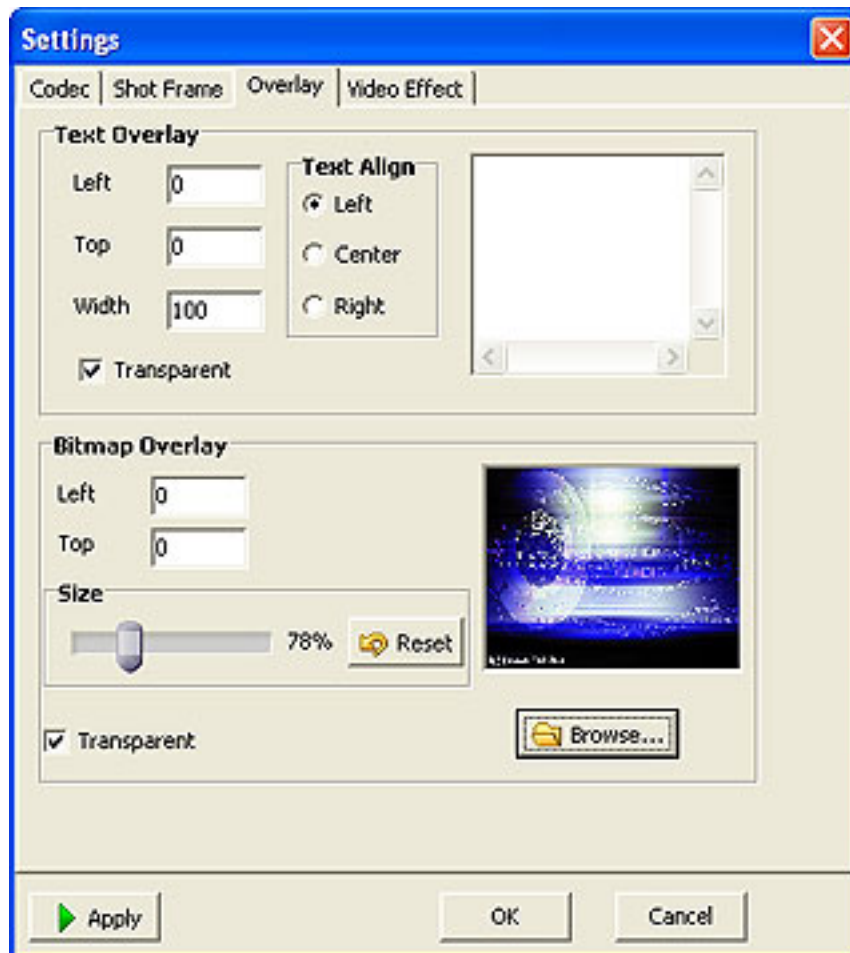 Settings
Codec Shot Frame Overlay Video Effect
Text Overlay
Left 0
Top 0
Width 100
Transparent
Text Align
Left
Center
Right
Bitmap Overlay
Left 0
Top 0
Size
78% Reset
Transparent
Browse...
Apply OK Cancel